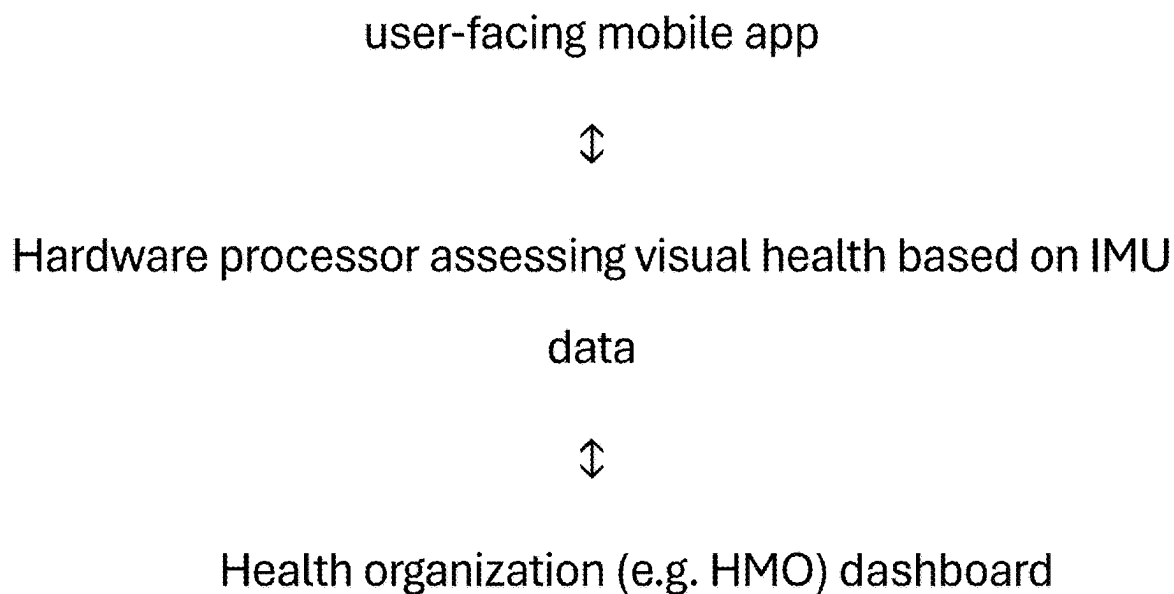 user-facing mobile app
↕
Hardware processor assessing visual health based on IMU
data
↕
Health organization (e.g. HMO) dashboard